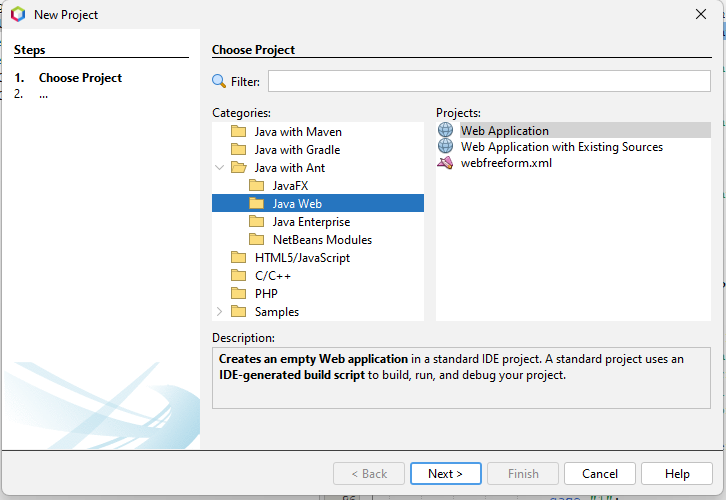 New Project
Steps
1. Choose Project
2. ...
Choose Project
Filter:
Categories:
Java with Maven
Java with Gradle
Java with Ant
JavaFX
Java Web
Java Enterprise
NetBeans Modules
HTML5/JavaScript
C/C++
PHP
Samples
Projects:
Web Application
Web Application with Existing Sources
webfreeform.xml
Description:
Creates an empty Web application in a standard IDE project. A standard project uses an
IDE-generated build script to build, run, and debug your project.
< Back
Next >
Finish
Cancel
Help